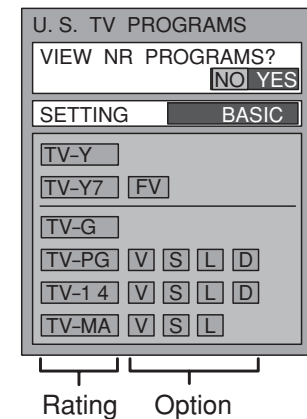 U. S. TV PROGRAMS
VIEW NR PROGRAMS?
NO YES
SETTING BASIC
TV-Y
TV-Y7 FV
TV-G
TV-PG V S L D
TV-1 4 V S L D
TV-MA V S L
Rating Option